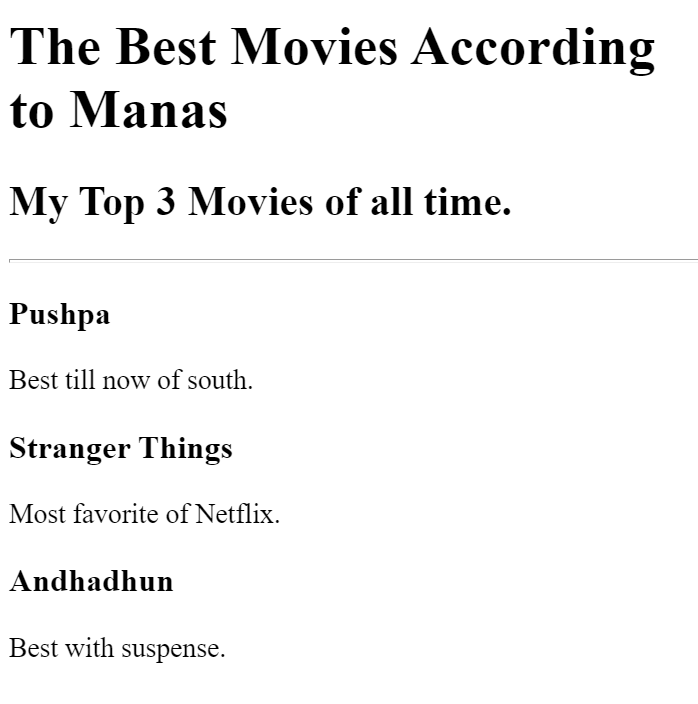 The Best Movies According
to Manas
My Top 3 Movies of all time.
Pushpa
Best till now of south.
Stranger Things
Most favorite of Netflix.
Andhadhun
Best with suspense.